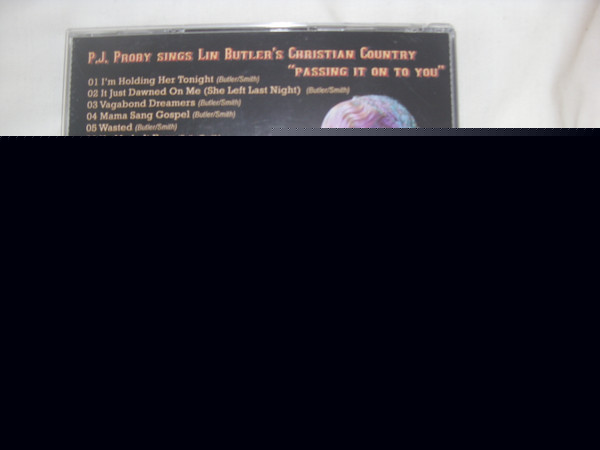 P.J. Proby sings Lin Butler's Christian Country
"passing it on to you"
01 I'm Holding Her Tonight (Butler/Smith)
02 It Just Dawned On Me (She Left Last Night) (Butler/Smith)
03 Vagabond Dreamers (Butler/Smith)
04 Mama Sang Gospel (Butler/Smith)
05 Wasted (Butler/Smith)